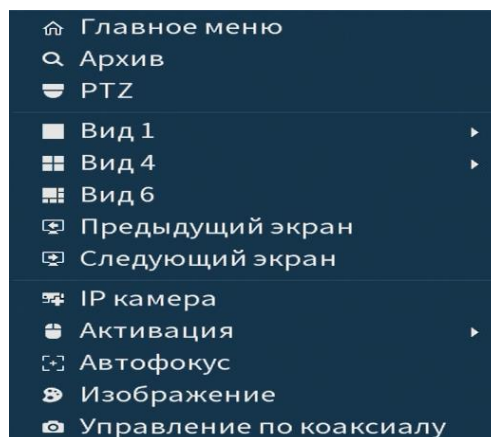 Главное меню
Архив
PTZ
Вид 1
Вид 4
Вид 6
Предыдущий экран
Следующий экран
IP камера
Активация
Автофокус
Изображение
Управление по коаксиалу